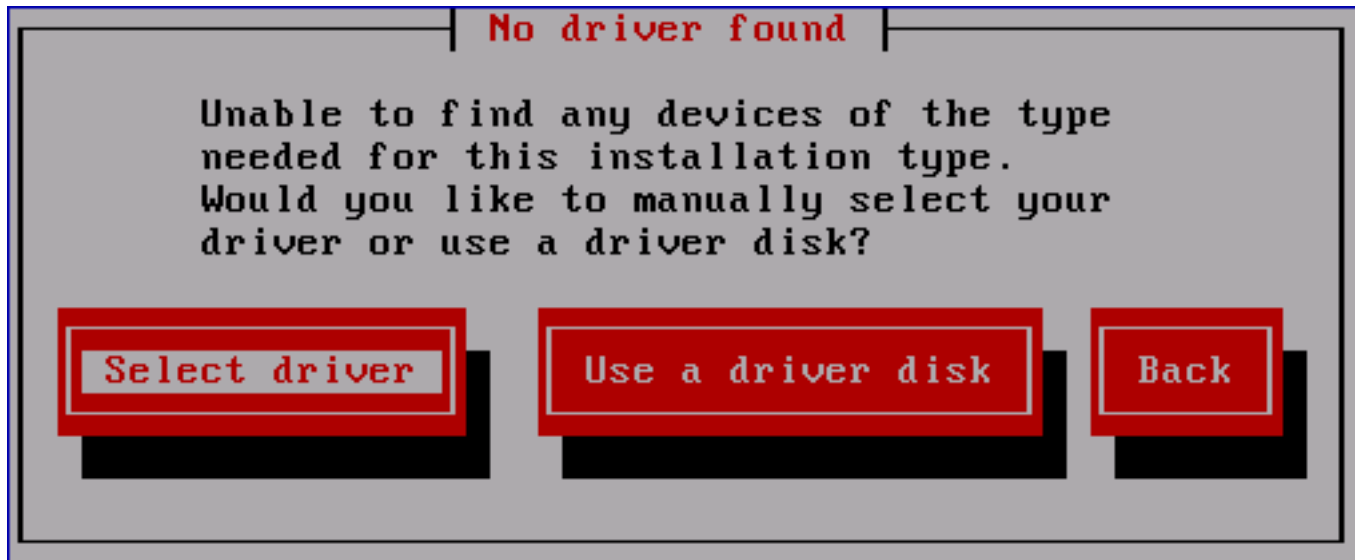 No driver found
Unable to find any devices of the type
needed for this installation type.
Would you like to manually select your
driver or use a driver disk?
Select driver
Use a driver disk
Back